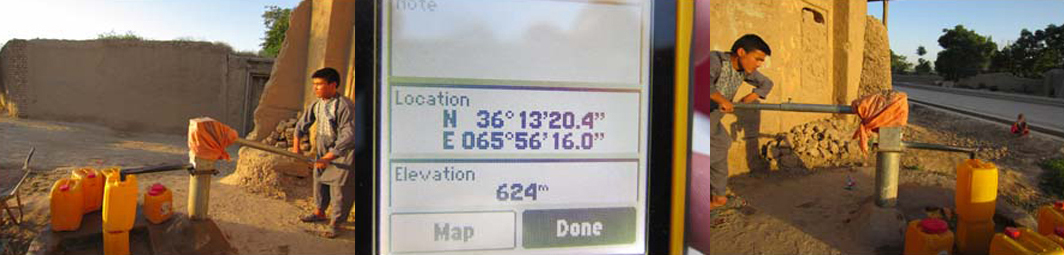 note
Location
N 36°13'20.4"
E 065°56'16.0"
Elevation
624m
Map
Done